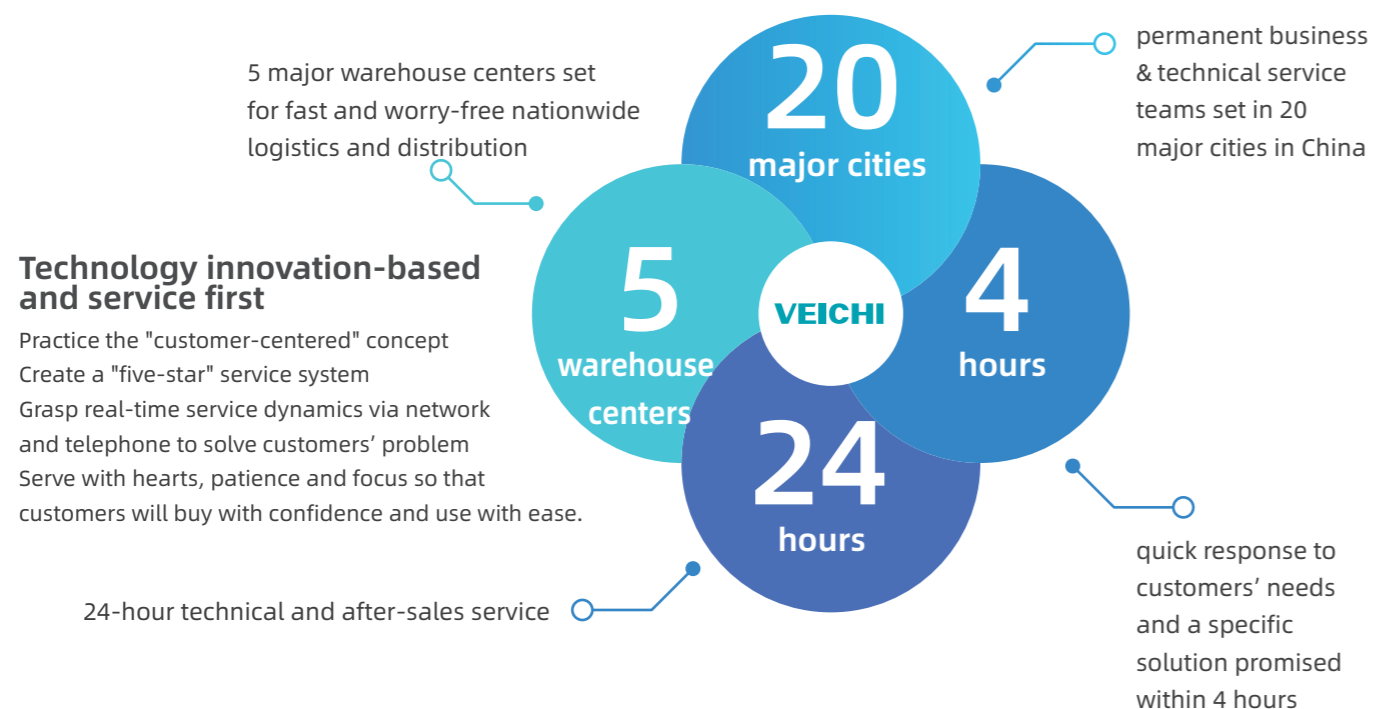 5 major warehouse centers set
for fast and worry-free nationwide
logistics and distribution
20
major cities
permanent business
& technical service
teams set in 20
major cities in China
Technology innovation-based
and service first
Practice the "customer-centered" concept
Create a "five-star" service system
Grasp real-time service dynamics via network
and telephone to solve customers’ problem
Serve with hearts, patience and focus so that
customers will buy with confidence and use with ease.
5
warehouse
centers
VEICHI
4
hours
24
hours
24-hour technical and after-sales service
quick response to
customers’ needs
and a specific
solution promised
within 4 hours